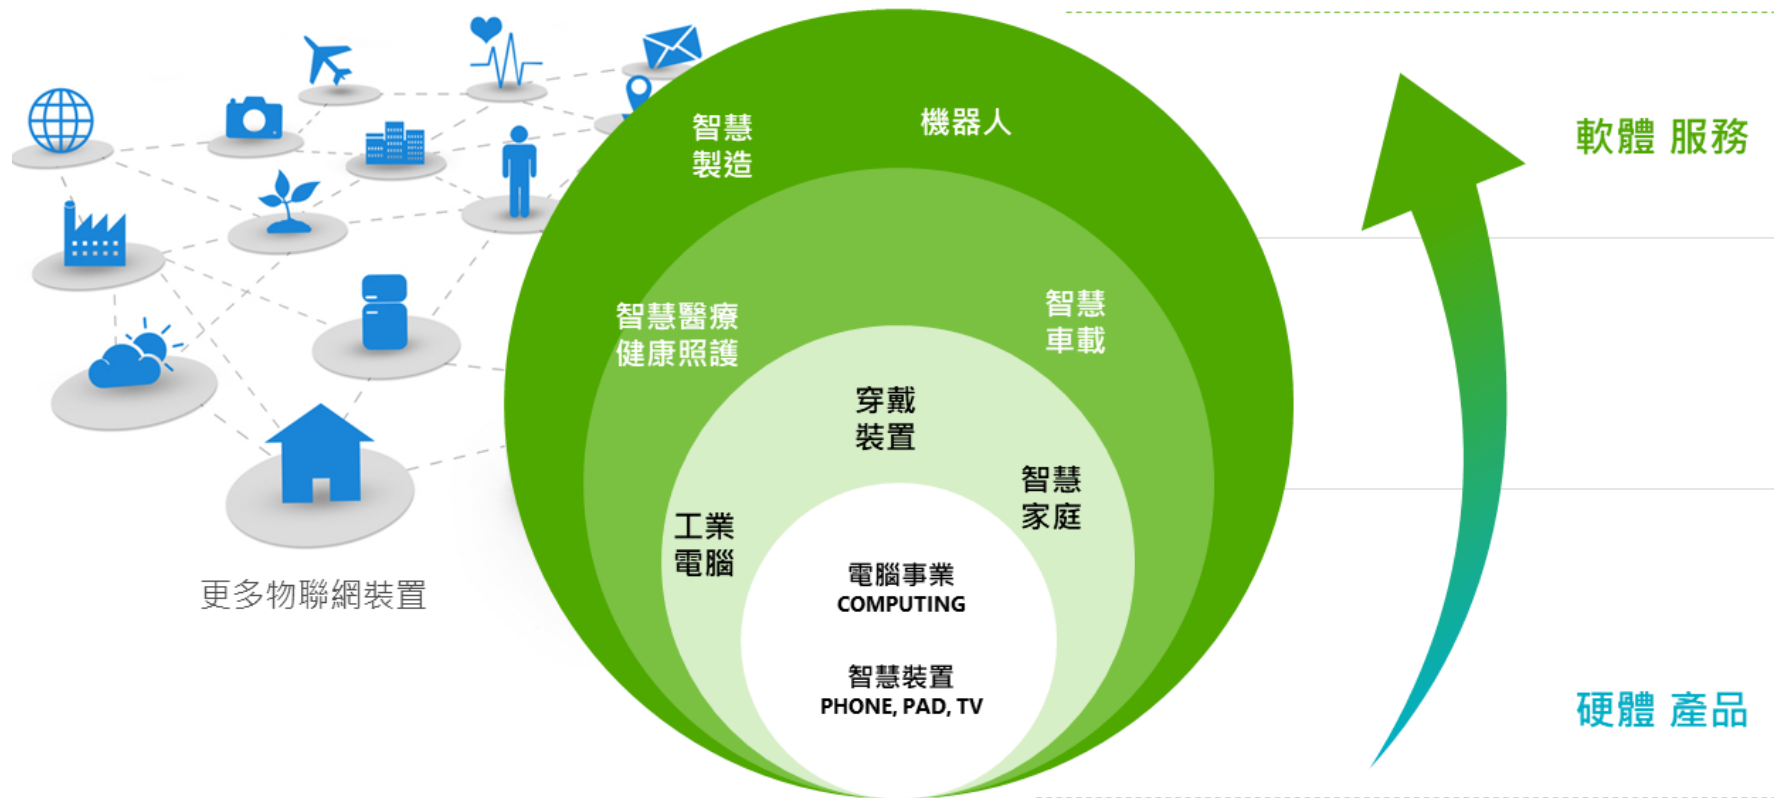 智慧
製造
機器人
軟體 服務
智慧醫療
健康照護
智慧
車載
穿戴
裝置
智慧
家庭
工業
電腦
電腦事業
COMPUTING
智慧裝置
PHONE, PAD, TV
更多物聯網裝置
硬體 產品